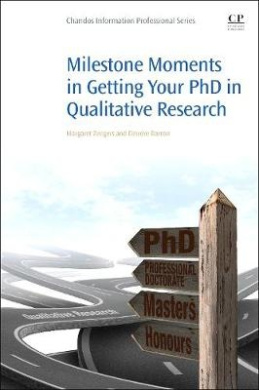 Chandos Information Professional Series
CP
Milestone Moments
in Getting Your PhD in
Qualitative Research
Margaret Zeegers and Deirdre Barron
PhD
PROFESSIONAL
DOCTORATE
Masters
Honours
Qualitative Research